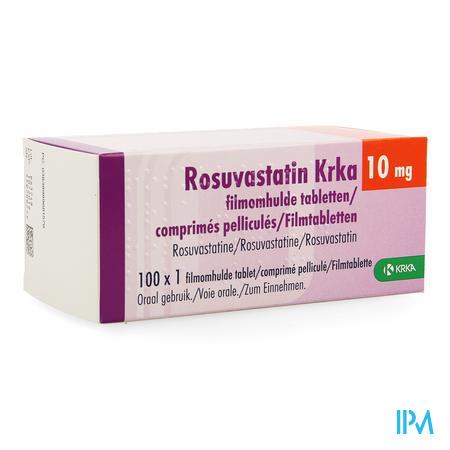 Rosuvastatin Krka 10 mg
filmomhulde tabletten/
comprimés pelliculés/Filmtabletten
Rosuvastatine/Rosuvastatine/Rosuvastatin
100 x 1 filmomhulde tablet/comprimé pelliculé/Filmtablette
Oraal gebruik./Voie orale./Zum Einnehmen.
KRKA
IPM